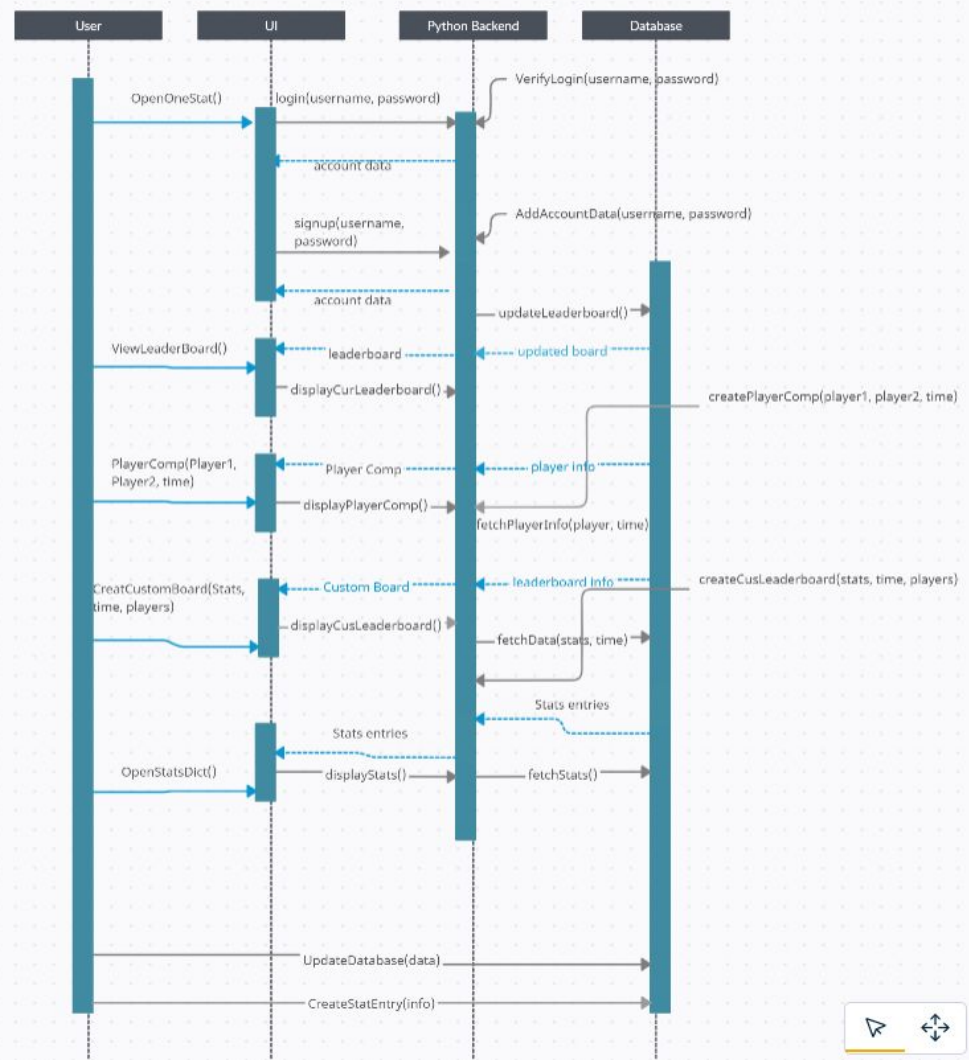 User
UI
Python Backend
Database
VerifyLogin(username, password)
OpenOneStat()
login(username, password)
account data
AddAccountData(username, password)
signup(username,
password)
account data
updateLeaderboard()
ViewLeaderBoard()
leaderboard
updated board
displayCurLeaderboard()
createPlayerComp(player1, player2, time)
PlayerComp(Player1,
Player2, time)
Player Comp
player info
displayPlayerComp()
fetchPlayerInfo(player, time)
CreatCustomBoard(Stats,
time, players)
Custom Board
leaderboard info
createCusLeaderboard(stats, time, players)
displayCusLeaderboard()
fetchData(stats, time)
Stats entries
Stats entries
OpenStatsDict()
displayStats()
fetchStats()
UpdateDatabase(data)
CreateStatEntry(info)